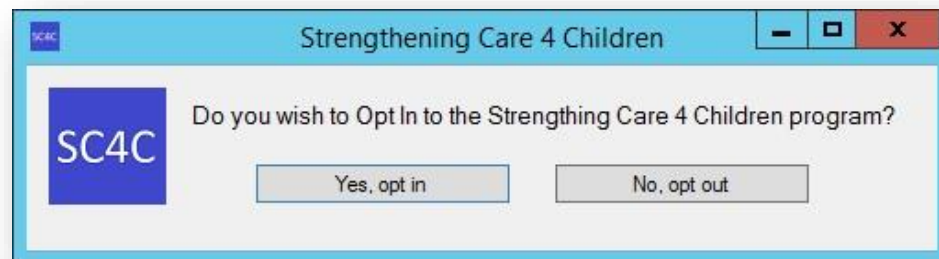 SC4C
Strengthening Care 4 Children
SC4C
Do you wish to Opt In to the Strengthing Care 4 Children program?
Yes, opt in
No, opt out